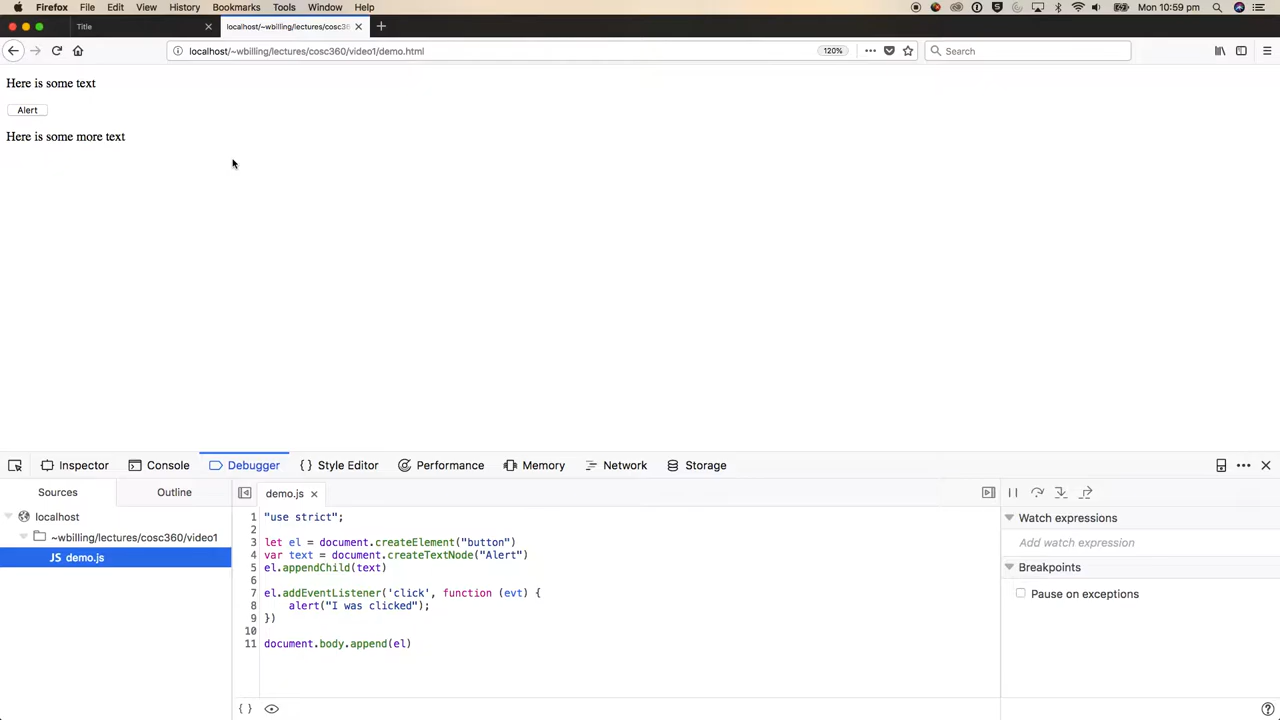 Firefox File Edit View History Bookmarks Tools Window Help Mon 10:59 pm
Title localhost/~wbilling/lectures/cosc36
localhost/~wbilling/lectures/cosc360/video1/demo.html 120% Search
Here is some text
Alert
Here is some more text
Inspector Console Debugger { } Style Editor Performance Memory Network Storage
Sources Outline demo.js
localhost
~wbilling/lectures/cosc360/video1
JS demo.js
1 "use strict";
2
3 let el = document.createElement("button")
4 var text = document.createTextNode("Alert")
5 el.appendChild(text)
6
7 el.addEventListener('click', function (evt) {
8 alert("I was clicked");
9 })
10
11 document.body.append(el)
{ }
Watch expressions
Add watch expression
Breakpoints
Pause on exceptions